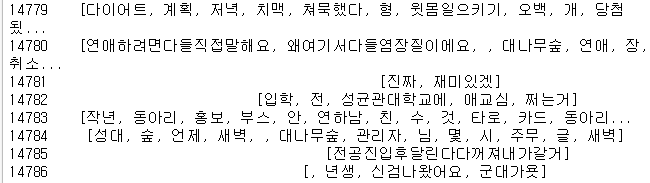 14779 [다이어트, 계획, 저녁, 치맥, 쳐묵했다, 형, 윗몸일으키기, 오백, 개, 당첨
됬...
14780 [연애하려면다들직접말해요, 왜여기서다들염장질이에요, , 대나무숲, 연애, 장,
취소...
14781 [진짜, 재미있겠]
14782 [입학, 전, 성균관대학교에, 애교심, 쩌는거]
14783 [작년, 동아리, 홍보, 부스, 안, 연하남, 친, 수, 것, 타로, 카드, 동아리...
14784 [성대, 숲, 언제, 새벽, , 대나무숲, 관리자, 님, 몇, 시, 주무, 글, 새벽]
14785 [전공진입후달린다다꺼져내가갈거]
14786 [, 년생, 신검나왔어요, 군대가욧]